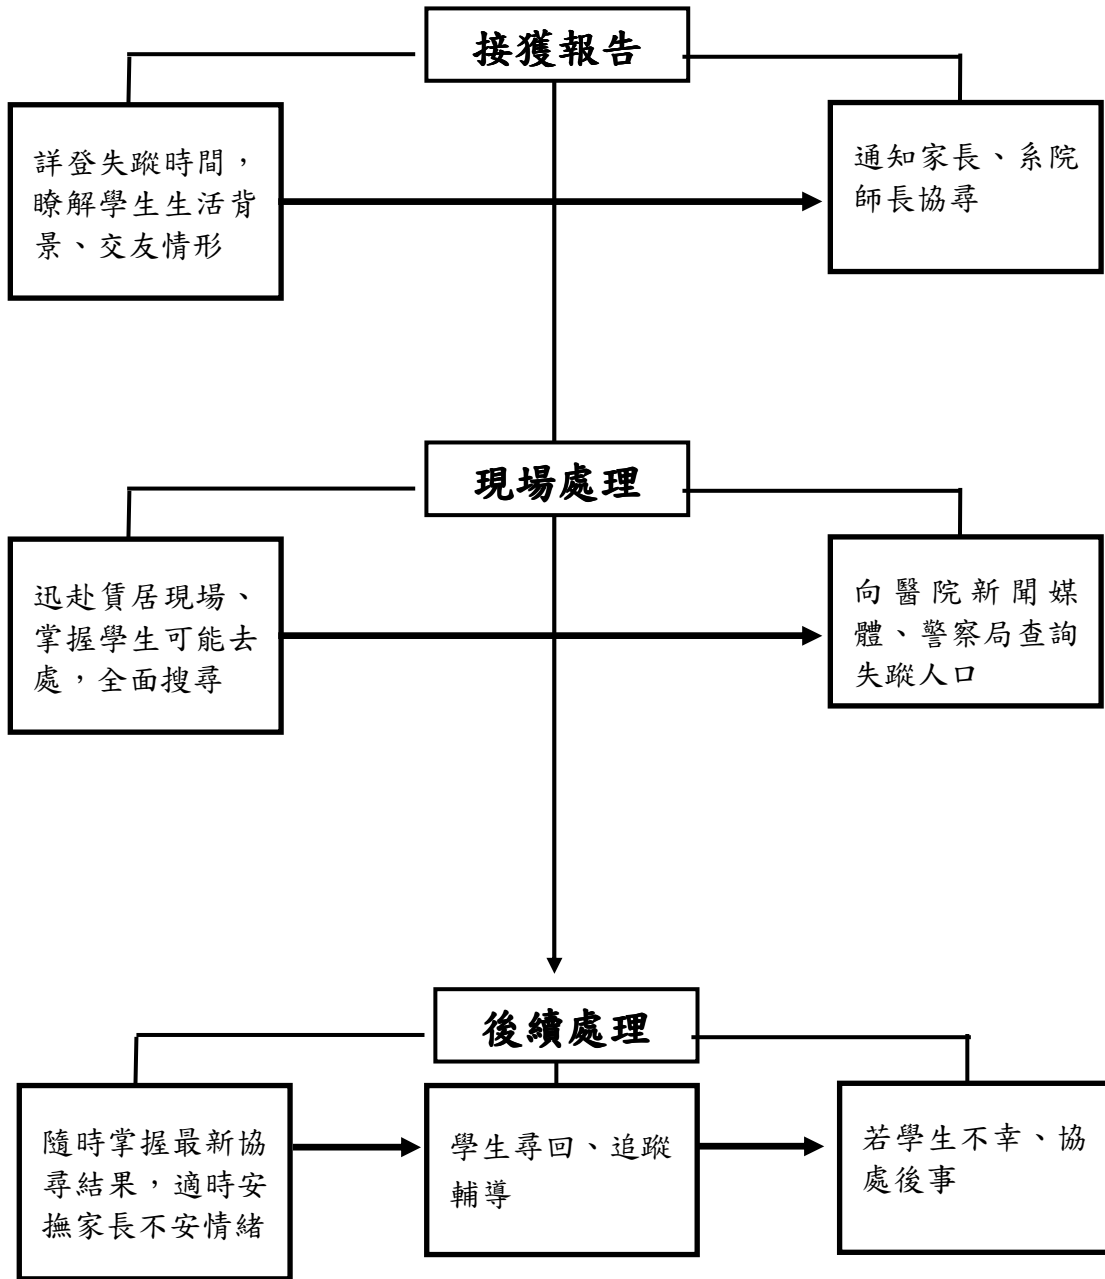 接獲報告
詳登失蹤時間，
瞭解學生生活背
景、交友情形
通知家長、系院
師長協尋
現場處理
迅赴賃居現場、
掌握學生可能去
處，全面搜尋
向醫院新聞媒
體、警察局查詢
失蹤人口
後續處理
隨時掌握最新協
尋結果，適時安
撫家長不安情緒
學生尋回、追蹤
輔導
若學生不幸、協
處後事